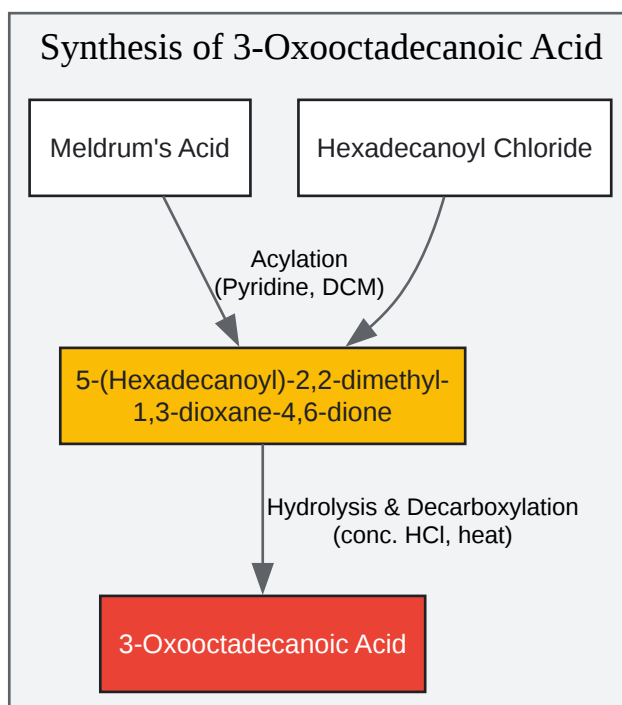 Synthesis of 3-Oxooctadecanoic Acid
Meldrum's Acid
Hexadecanoyl Chloride
Acylation
(Pyridine, DCM)
5-(Hexadecanoyl)-2,2-dimethyl-
1,3-dioxane-4,6-dione
Hydrolysis & Decarboxylation
(conc. HCl, heat)
3-Oxooctadecanoic Acid